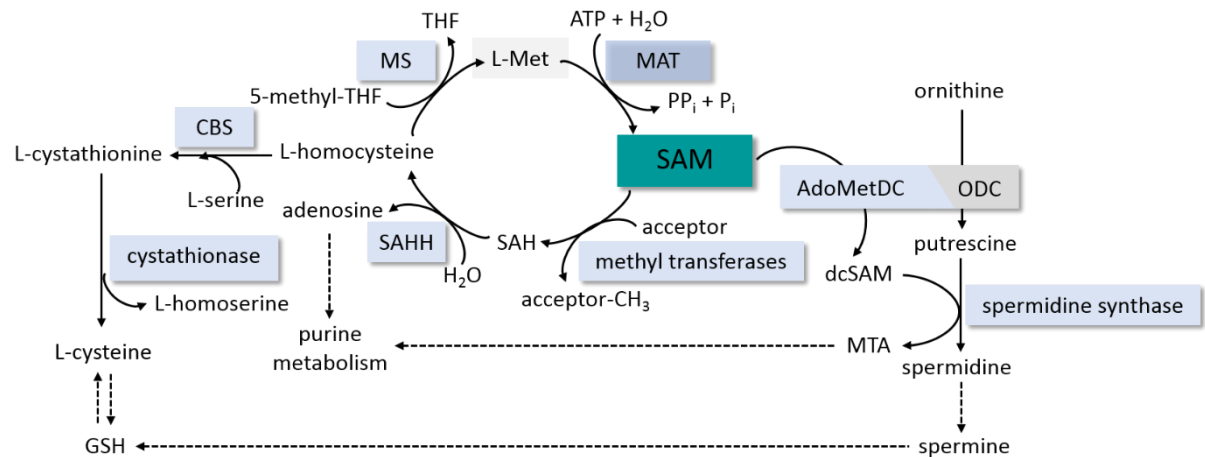 THF
ATP + H₂O
MS
L-Met
MAT
5-methyl-THF
PPᵢ + Pᵢ
ornithine
CBS
L-cystathionine
L-homocysteine
SAM
L-serine
AdoMetDC
ODC
adenosine
SAHH
SAH
acceptor
putrescine
cystathionase
H₂O
methyl transferases
dcSAM
L-homoserine
acceptor-CH₃
spermidine synthase
L-cysteine
purine
metabolism
MTA
spermidine
GSH
spermine